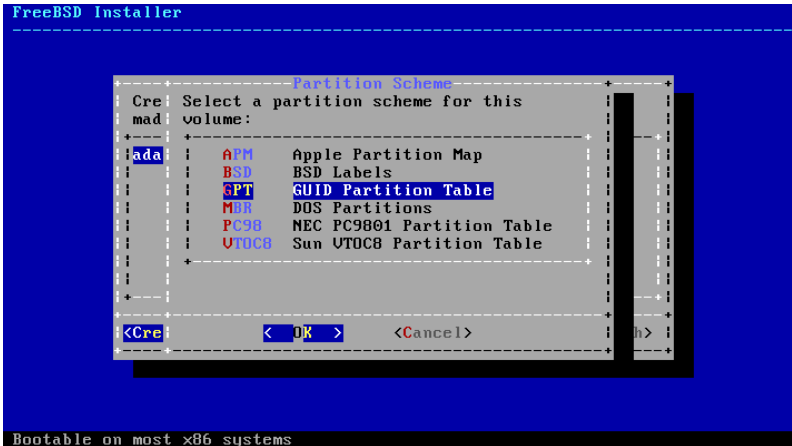 FreeBSD Installer
Partition Scheme
Cre Select a partition scheme for this
mad volume:
ada APM Apple Partition Map
BSD BSD Labels
GPT GUID Partition Table
MBR DOS Partitions
PC98 NEC PC9801 Partition Table
VTOC8 Sun VTOC8 Partition Table
<Cre < OK > <Cancel> h>
Bootable on most x86 systems